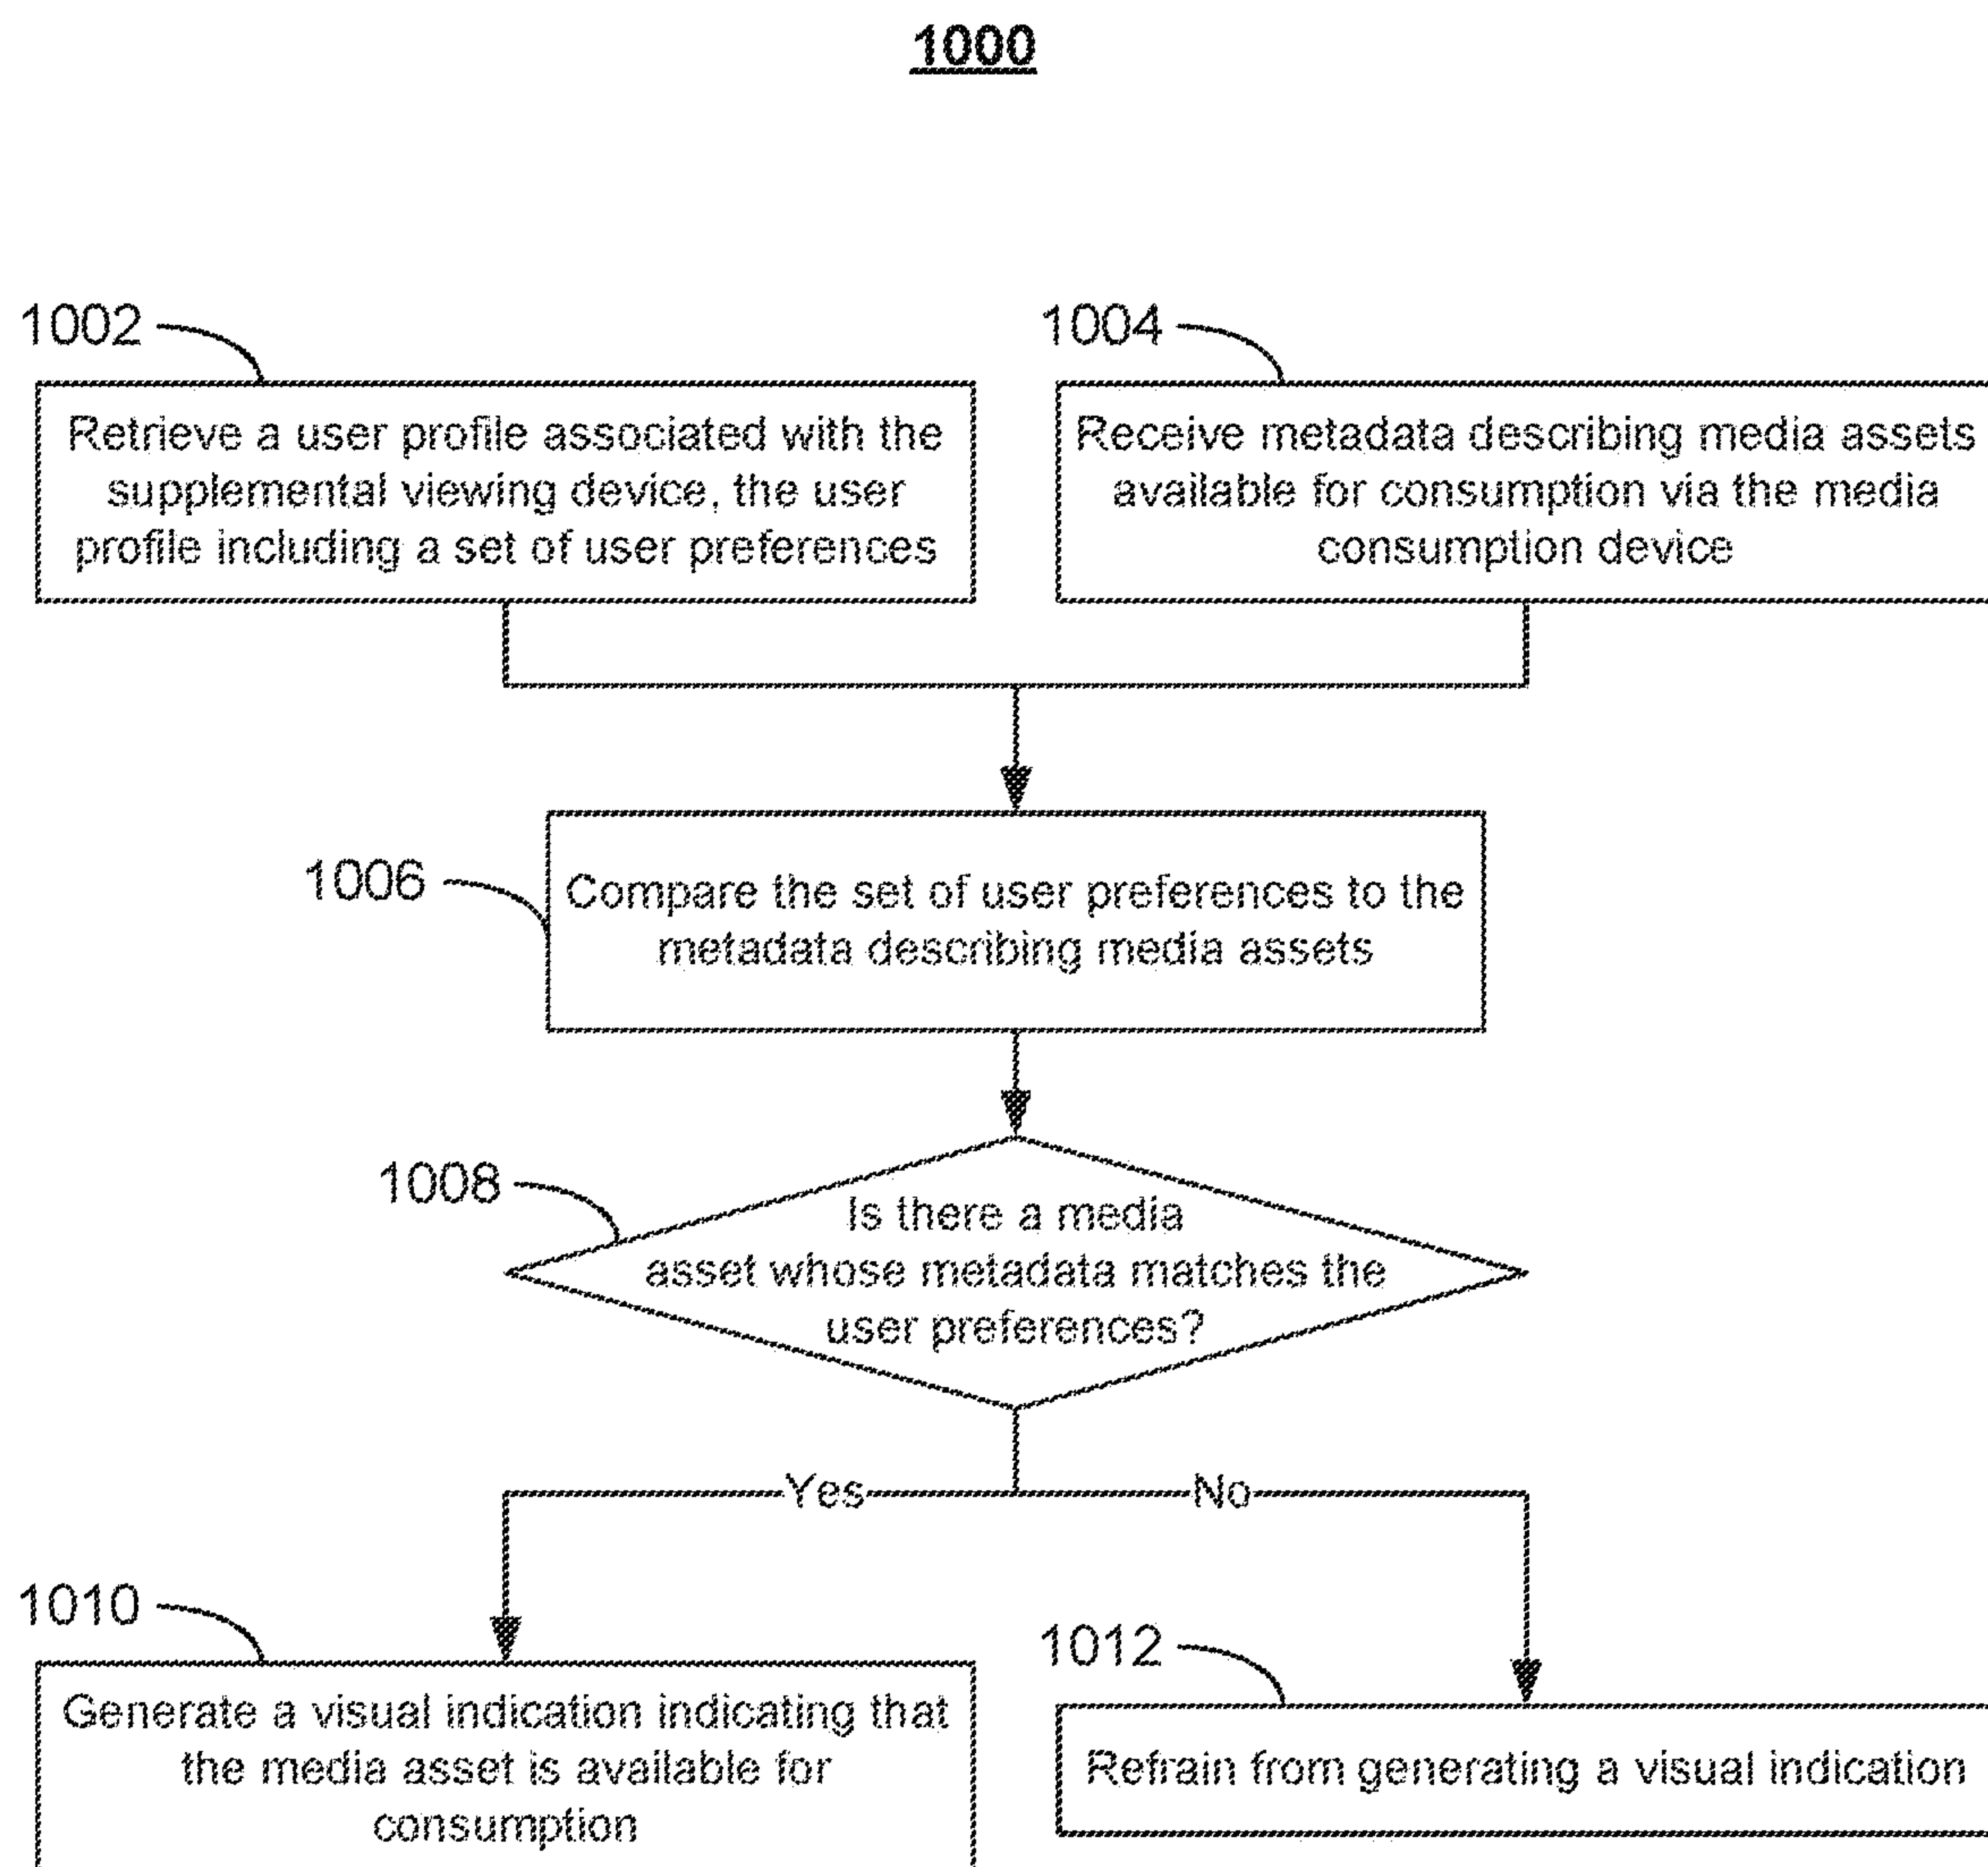 1000
1002
Retrieve a user profile associated with the
supplemental viewing device, the user
profile including a set of user preferences
1004
Receive metadata describing media assets
available for consumption via the media
consumption device
1006
Compare the set of user preferences to the
metadata describing media assets
1008
Is there a media
asset whose metadata matches the
user preferences?
Yes
No
1010
Generate a visual indication indicating that
the media asset is available for
consumption
1012
Refrain from generating a visual indication